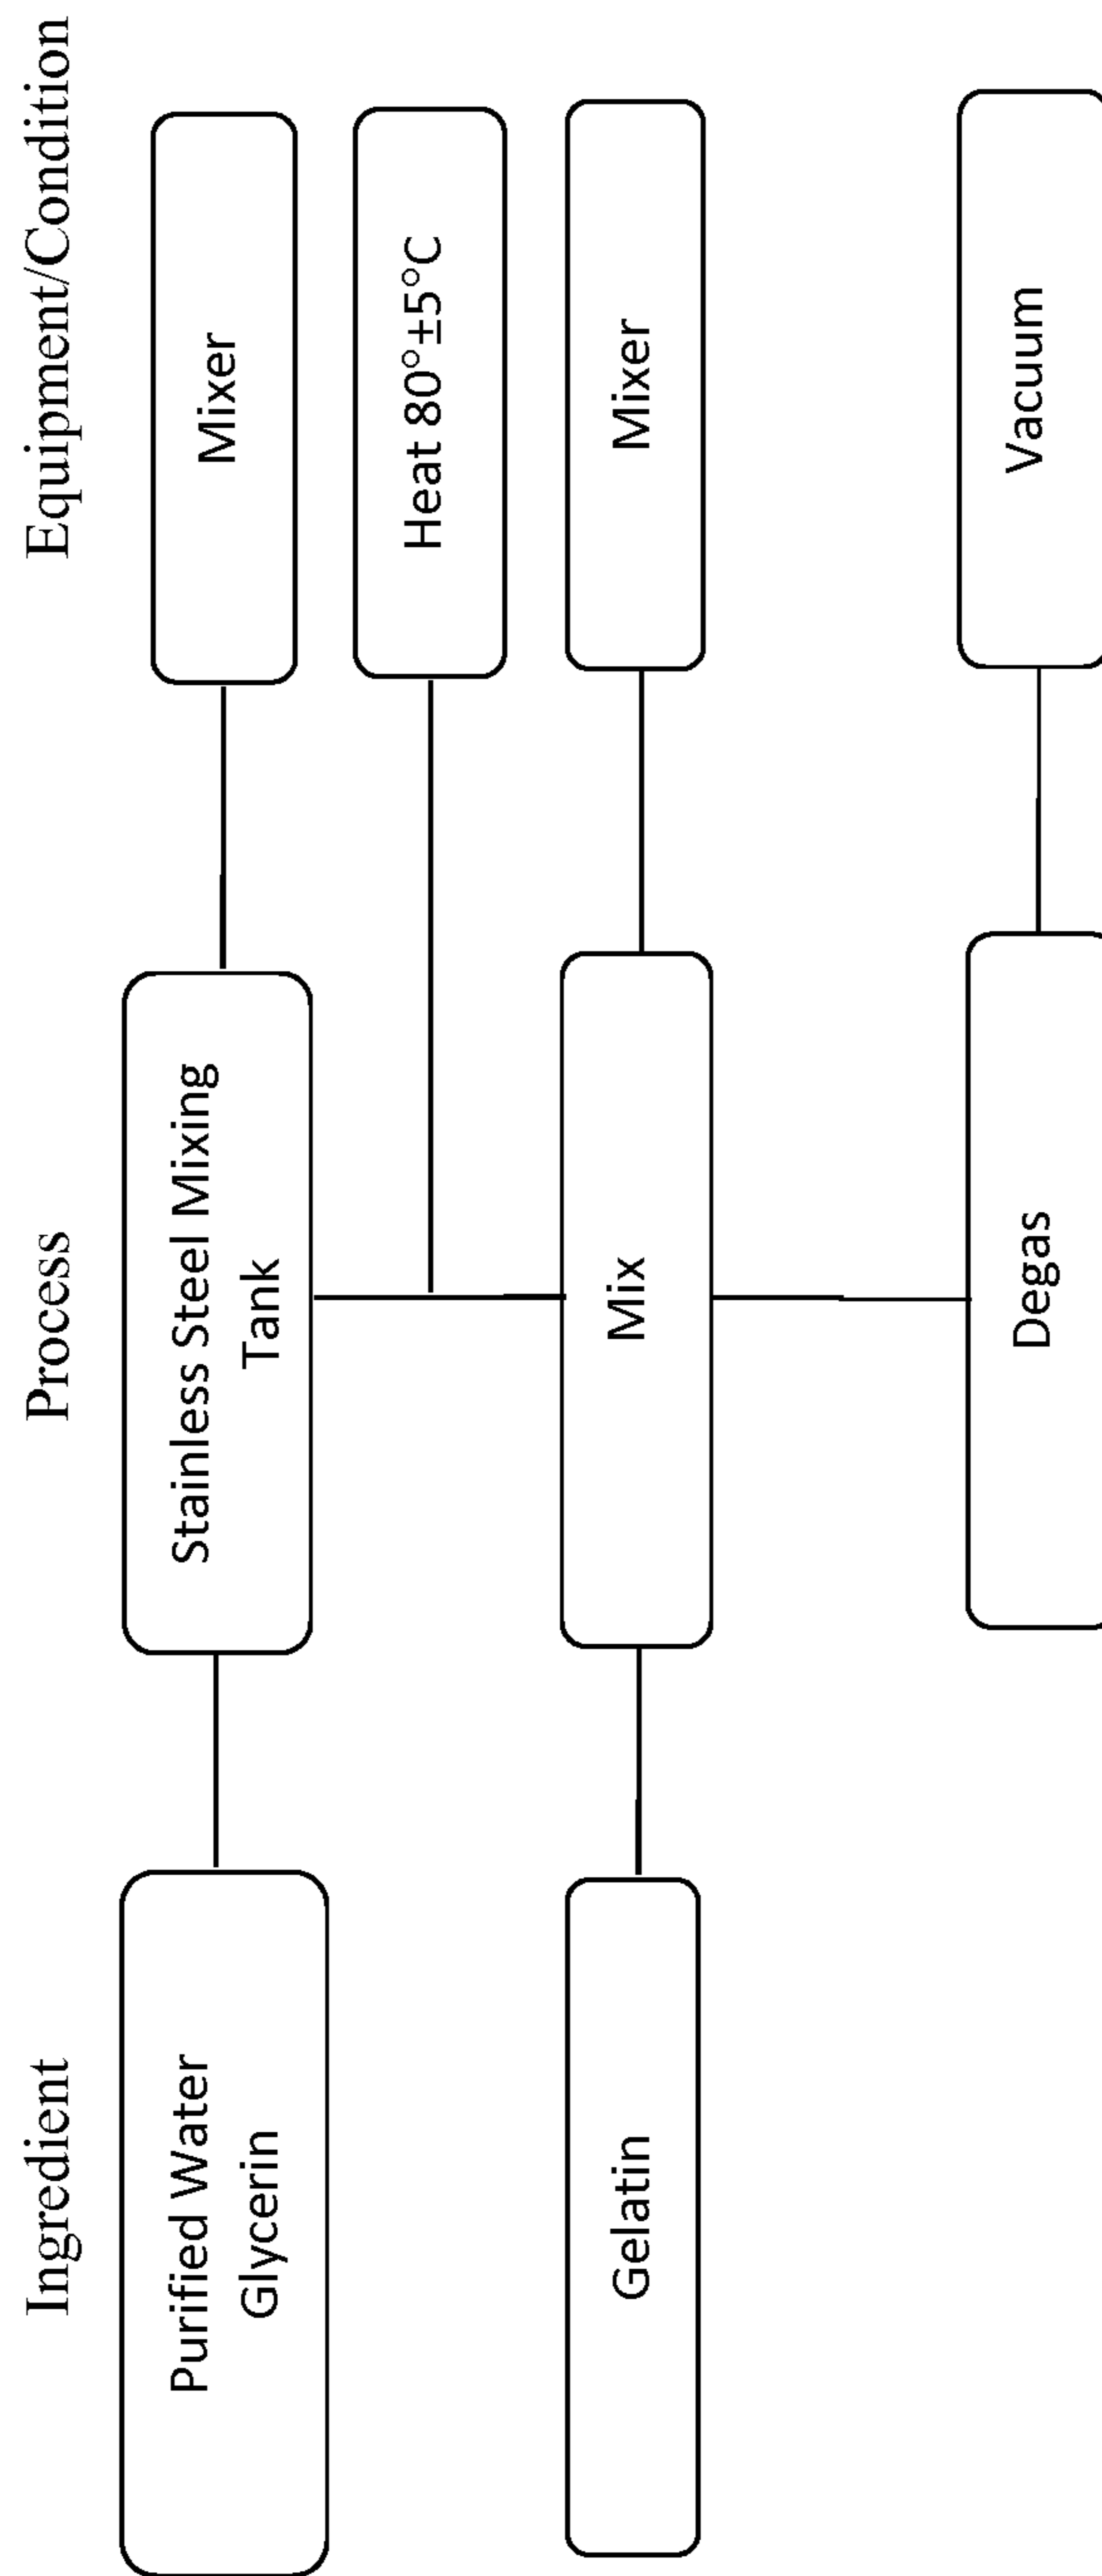 Ingredient
Process
Equipment/Condition
Purified Water
Glycerin
Stainless Steel Mixing
Tank
Mixer
Heat 80°±5°C
Gelatin
Mix
Mixer
Degas
Vacuum